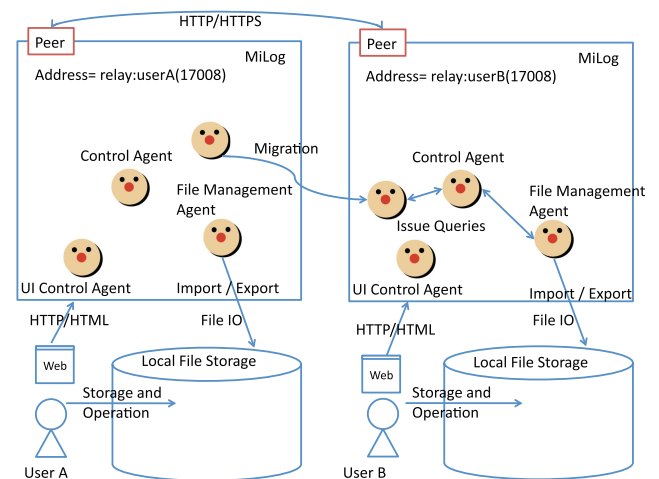 HTTP/HTTPS
Peer
MiLog
Address= relay:userA(17008)
Control Agent
Migration
File Management
Agent
UI Control Agent
Import / Export
HTTP/HTML
File IO
Web
Local File Storage
Storage and
Operation
User A
Peer
MiLog
Address= relay:userB(17008)
Control Agent
File Management
Agent
Issue Queries
UI Control Agent
Import / Export
HTTP/HTML
File IO
Web
Local File Storage
Storage and
Operation
User B